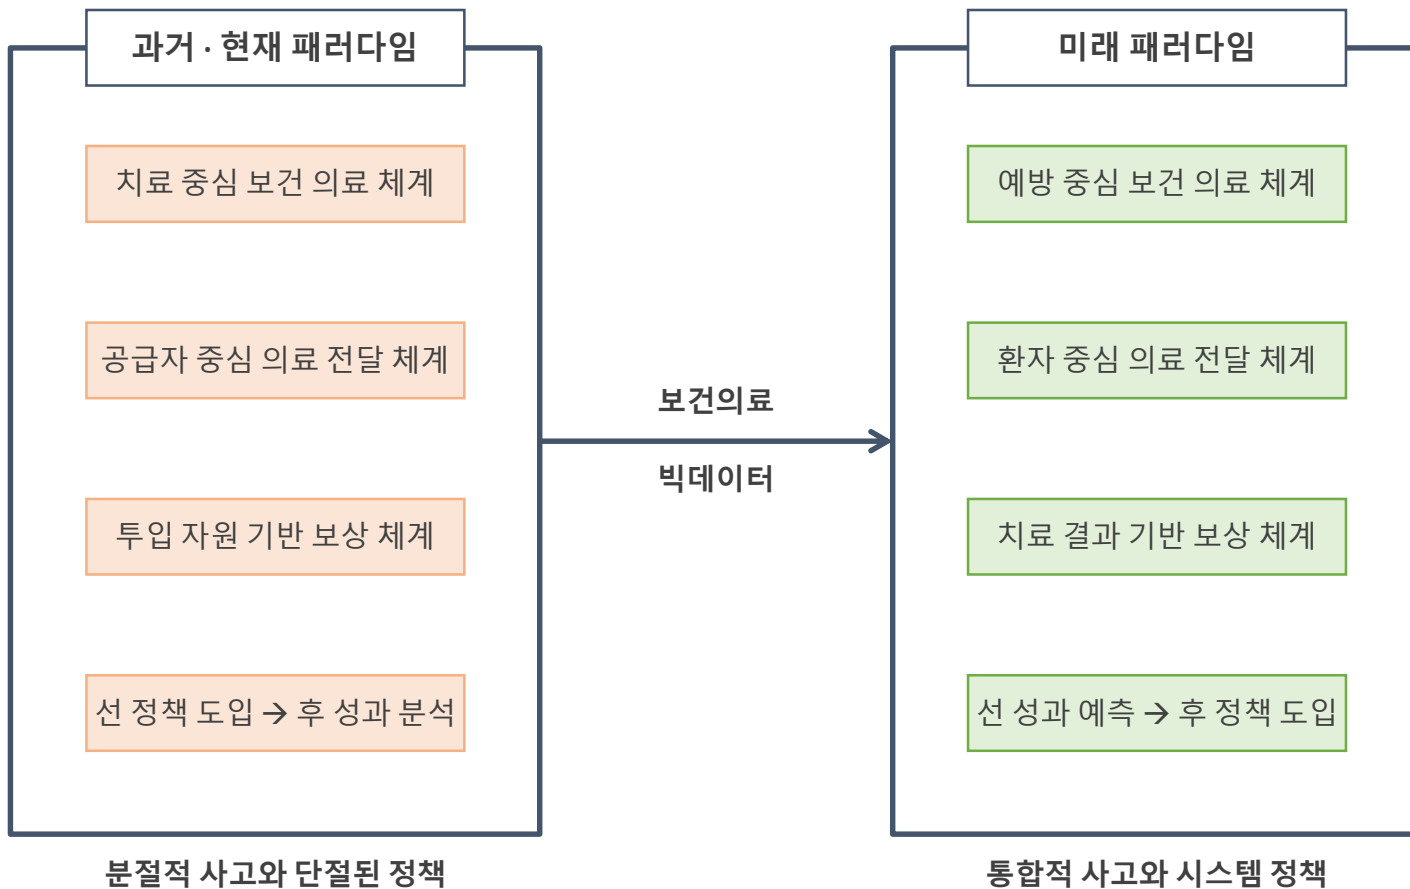 과거 · 현재 패러다임
치료 중심 보건 의료 체계
공급자 중심 의료 전달 체계
투입 자원 기반 보상 체계
선 정책 도입 → 후 성과 분석
분절적 사고와 단절된 정책
보건의료
빅데이터
미래 패러다임
예방 중심 보건 의료 체계
환자 중심 의료 전달 체계
치료 결과 기반 보상 체계
선 성과 예측 → 후 정책 도입
통합적 사고와 시스템 정책